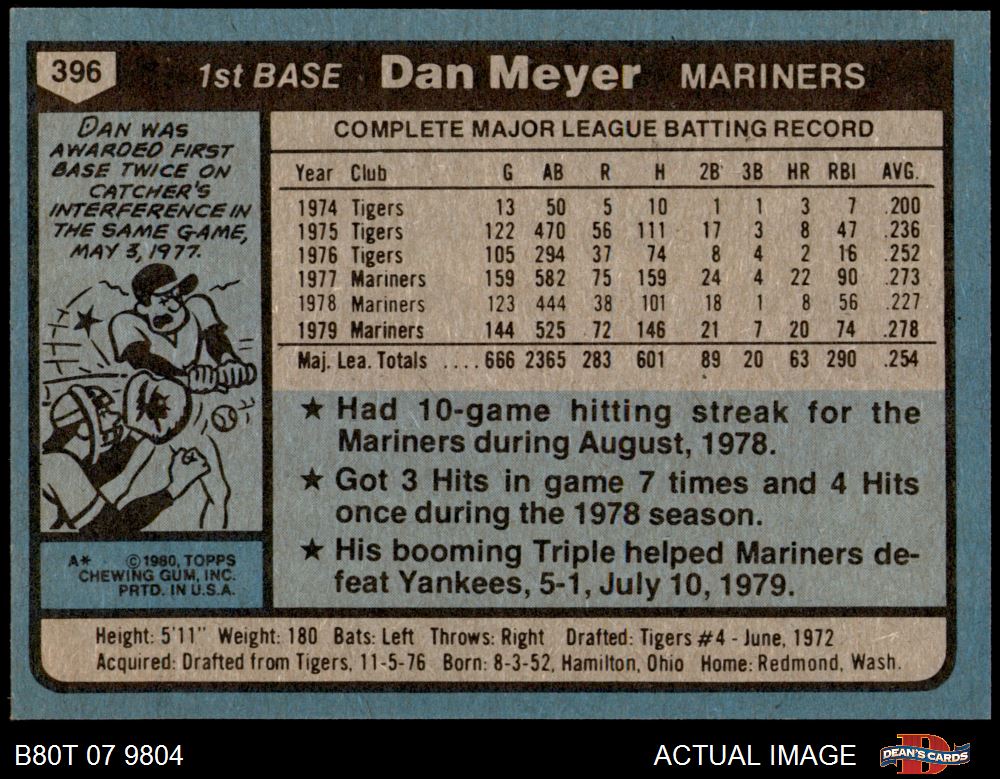 396 1st BASE Dan Meyer MARINERS
DAN WAS
AWARDED FIRST
BASE TWICE ON
CATCHER'S
INTERFERENCE IN
THE SAME GAME,
MAY 3, 1977.
COMPLETE MAJOR LEAGUE BATTING RECORD
Year Club G AB R H 2B 3B HR RBI AVG.
1974 Tigers 13 50 5 10 1 1 3 7 .200
1975 Tigers 122 470 56 111 17 3 8 47 .236
1976 Tigers 105 294 37 74 8 4 2 16 .252
1977 Mariners 159 582 75 159 24 4 22 90 .273
1978 Mariners 123 444 38 101 18 1 8 56 .227
1979 Mariners 144 525 72 146 21 7 20 74 .278
Maj. Lea. Totals .... 666 2365 283 601 89 20 63 290 .254
★ Had 10-game hitting streak for the
Mariners during August, 1978.
★ Got 3 Hits in game 7 times and 4 Hits
once during the 1978 season.
★ His booming Triple helped Mariners de-
feat Yankees, 5-1, July 10, 1979.
A* ©1980, TOPPS
CHEWING GUM, INC.
PRTD. IN U.S.A.
Height: 5'11" Weight: 180 Bats: Left Throws: Right Drafted: Tigers #4 - June, 1972
Acquired: Drafted from Tigers, 11-5-76 Born: 8-3-52, Hamilton, Ohio Home: Redmond, Wash.
B80T 07 9804 ACTUAL IMAGE DEAN'S CARDS